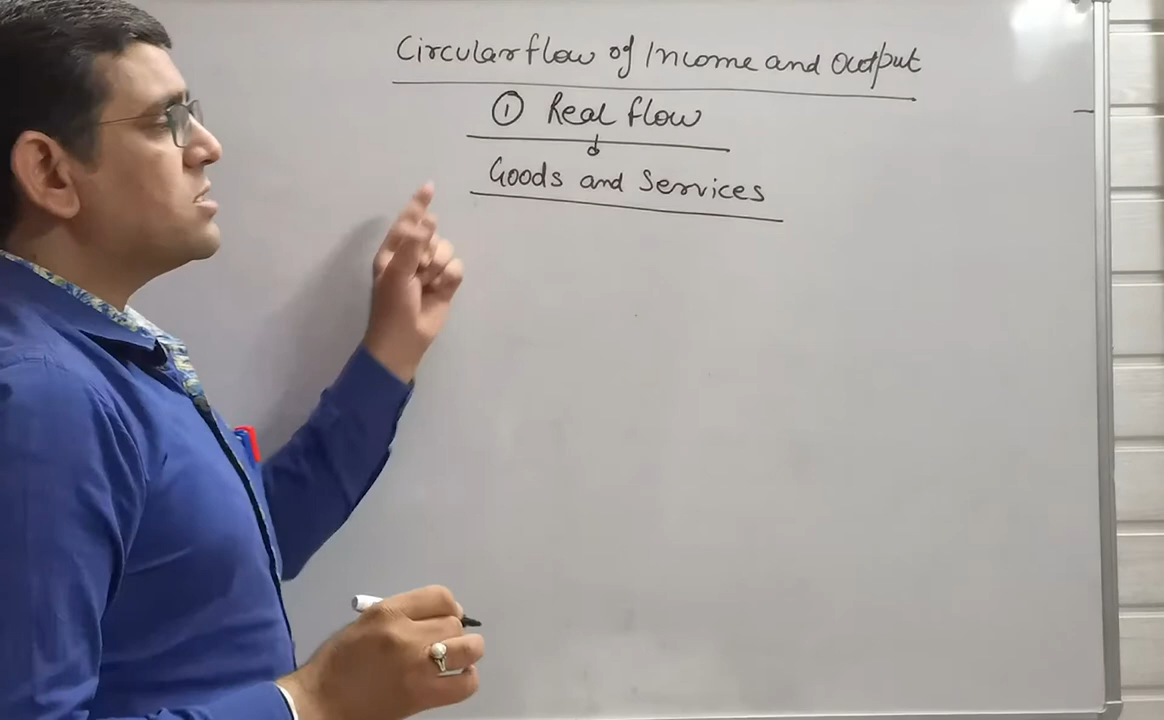 Circular flow of Income and Output
① Real flow
Goods and Services